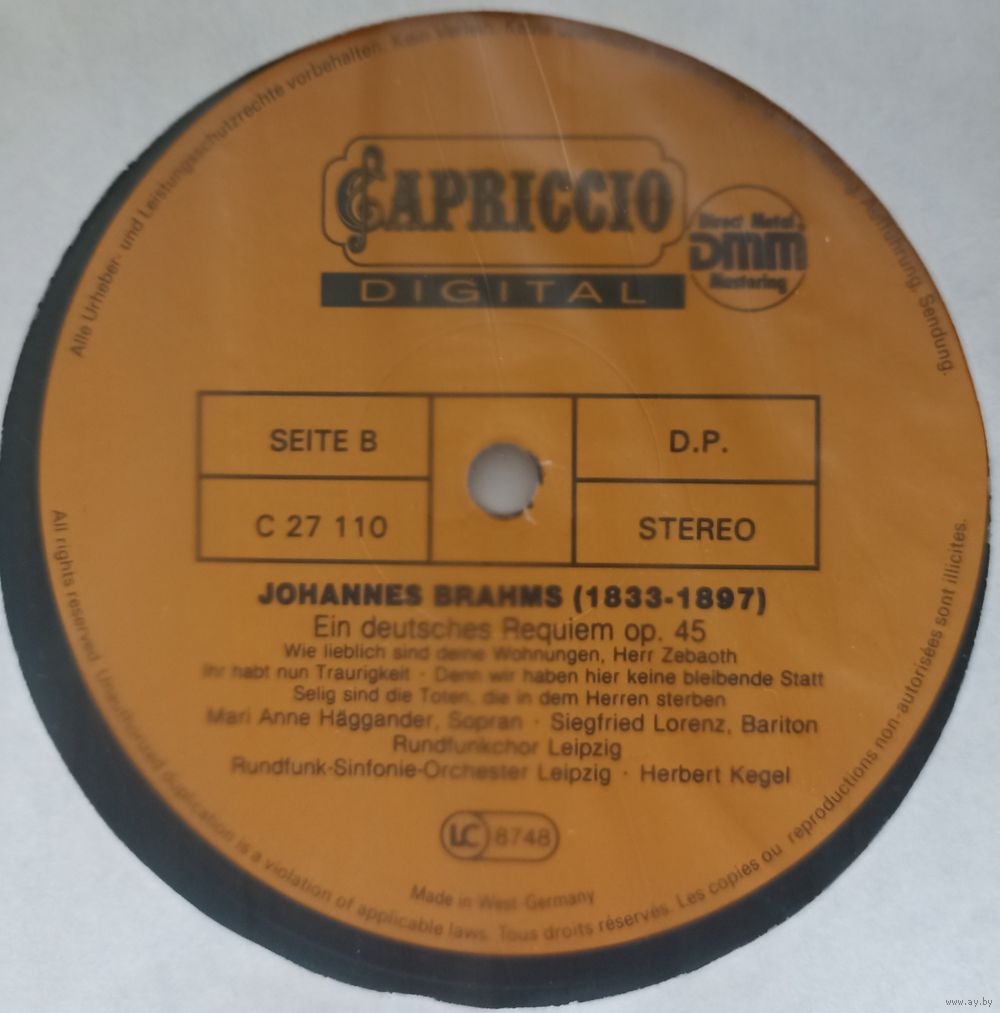 Alle Urheber- und Leistungsschutzrechte vorbehalten. Kein Verleih.
Aufführung, Sendung.
CAPRICCIO
DIGITAL
Direct Metal
DMM
Mastering
SEITE B
D.P.
C 27 110
STEREO
JOHANNES BRAHMS (1833-1897)
Ein deutsches Requiem op. 45
Wie lieblich sind deine Wohnungen, Herr Zebaoth
Ihr habt nun Traurigkeit · Denn wir haben hier keine bleibende Statt
Selig sind die Toten, die in dem Herren sterben
Mari Anne Häggander, Sopran · Siegfried Lorenz, Bariton
Rundfunkchor Leipzig
Rundfunk-Sinfonie-Orchester Leipzig · Herbert Kegel
LC 8748
Made in West-Germany
All rights reserved. Unauthorized duplication is a violation of applicable laws. Tous droits réservés. Les copies ou reproductions non-autorisées sont illicites.
www.ay.by